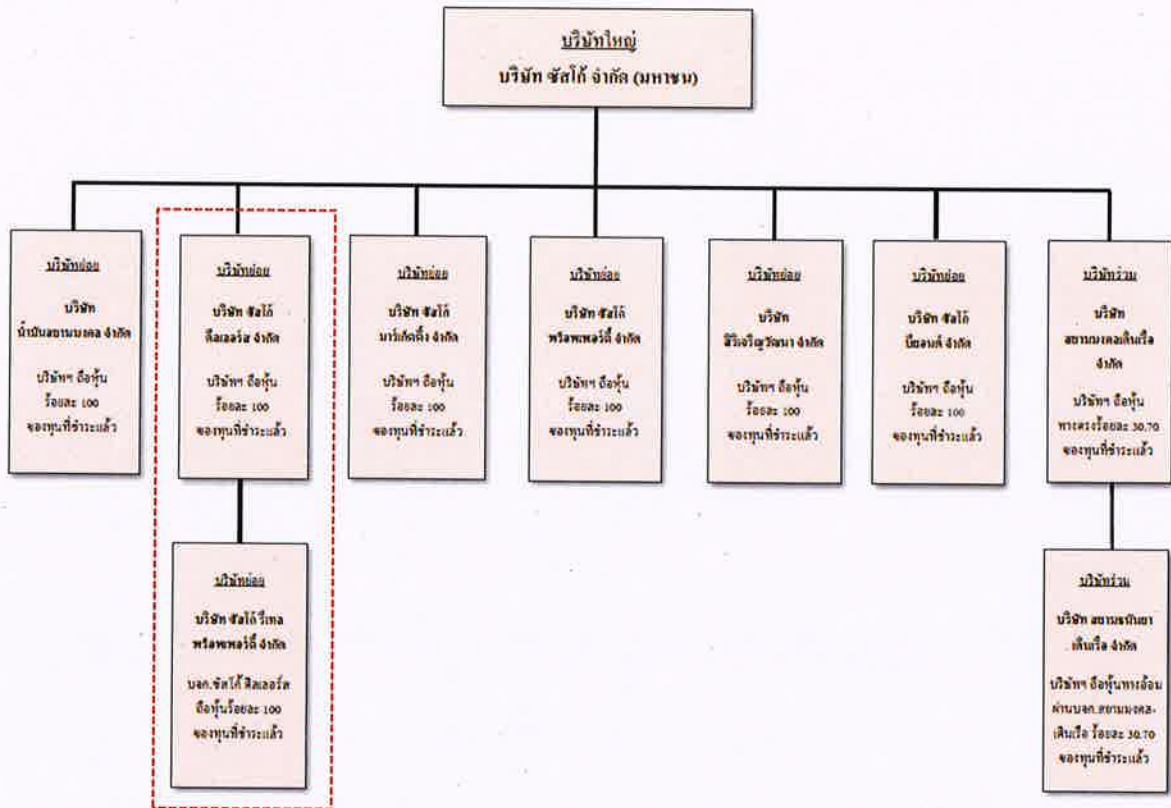 บริษัทใหญ่
บริษัท ซัสโก้ จำกัด (มหาชน)
บริษัทย่อย
บริษัท
น้ำมันสยามมงคล จำกัด
บริษัทฯ ถือหุ้น
ร้อยละ 100
ของทุนที่ชำระแล้ว
บริษัทย่อย
บริษัท ซัสโก้
ดีลเลอร์ส จำกัด
บริษัทฯ ถือหุ้น
ร้อยละ 100
ของทุนที่ชำระแล้ว
บริษัทย่อย
บริษัท ซัสโก้
มาร์เก็ตติ้ง จำกัด
บริษัทฯ ถือหุ้น
ร้อยละ 100
ของทุนที่ชำระแล้ว
บริษัทย่อย
บริษัท ซัสโก้
พร็อพเพอร์ตี้ จำกัด
บริษัทฯ ถือหุ้น
ร้อยละ 100
ของทุนที่ชำระแล้ว
บริษัทย่อย
บริษัท
สิริเจริญวัฒนา จำกัด
บริษัทฯ ถือหุ้น
ร้อยละ 100
ของทุนที่ชำระแล้ว
บริษัทย่อย
บริษัท ซัสโก้
บียอนด์ จำกัด
บริษัทฯ ถือหุ้น
ร้อยละ 100
ของทุนที่ชำระแล้ว
บริษัทร่วม
บริษัท
สยามมงคลเดินเรือ
จำกัด
บริษัทฯ ถือหุ้น
ทางตรงร้อยละ 30.70
ของทุนที่ชำระแล้ว
บริษัทย่อย
บริษัท ซัสโก้ รีเทล
พร็อพเพอร์ตี้ จำกัด
บจก.ซัสโก้ ดีลเลอร์ส
ถือหุ้นร้อยละ 100
ของทุนที่ชำระแล้ว
บริษัทร่วม
บริษัท สยามธนันยา
เดินเรือ จำกัด
บริษัทฯ ถือหุ้นทางอ้อม
ผ่านบจก.สยามมงคล-
เดินเรือ ร้อยละ 30.70
ของทุนที่ชำระแล้ว